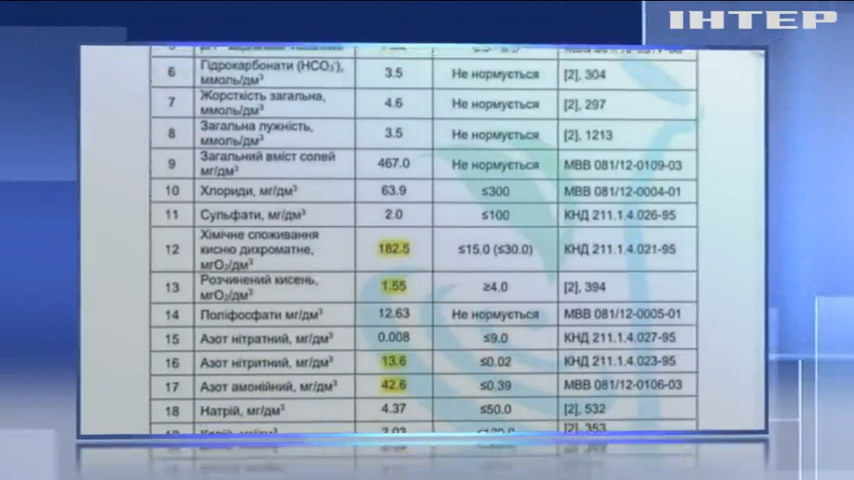 ІНТЕР
5
6 Гідрокарбонати (HCO₃⁻), ммоль/дм³ 3.5 Не нормується [2], 304
7 Жорсткість загальна, ммоль/дм³ 4.6 Не нормується [2], 297
8 Загальна лужність, ммоль/дм³ 3.5 Не нормується [2], 1213
9 Загальний вміст солей мг/дм³ 467.0 Не нормується МВВ 081/12-0109-03
10 Хлориди, мг/дм³ 63.9 ≤300 МВВ 081/12-0004-01
11 Сульфати, мг/дм³ 2.0 ≤100 КНД 211.1.4.026-95
12 Хімічне споживання кисню дихроматне, мгО₂/дм³ 182.5 ≤15.0 (≤30.0) КНД 211.1.4.021-95
13 Розчинений кисень, мгО₂/дм³ 1.55 ≥4.0 [2], 394
14 Поліфосфати мг/дм³ 12.63 Не нормується МВВ 081/12-0005-01
15 Азот нітратний, мг/дм³ 0.008 ≤9.0 КНД 211.1.4.027-95
16 Азот нітритний, мг/дм³ 13.6 ≤0.02 КНД 211.1.4.023-95
17 Азот амонійний, мг/дм³ 42.6 ≤0.39 МВВ 081/12-0106-03
18 Натрій, мг/дм³ 4.37 ≤50.0 [2], 532
[2], 353